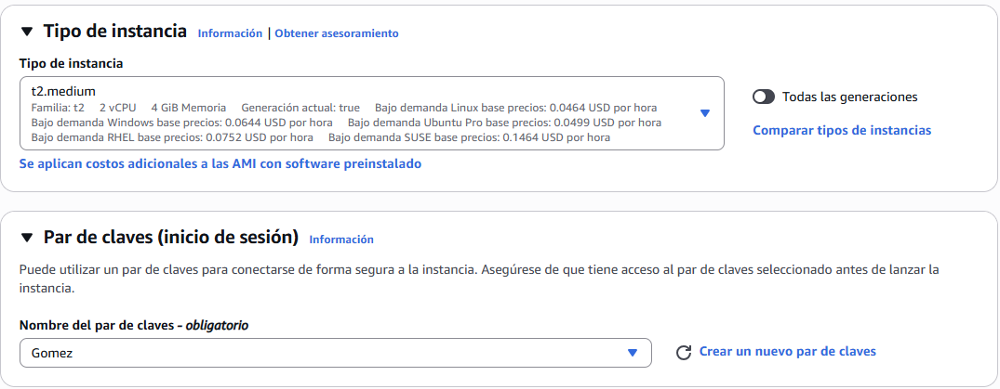 Tipo de instancia Información | Obtener asesoramiento
Tipo de instancia
t2.medium
Familia: t2 2 vCPU 4 GiB Memoria Generación actual: true Bajo demanda Linux base precios: 0.0464 USD por hora
Bajo demanda Windows base precios: 0.0644 USD por hora Bajo demanda Ubuntu Pro base precios: 0.0499 USD por hora
Bajo demanda RHEL base precios: 0.0752 USD por hora Bajo demanda SUSE base precios: 0.1464 USD por hora
Todas las generaciones
Comparar tipos de instancias
Se aplican costos adicionales a las AMI con software preinstalado
Par de claves (inicio de sesión) Información
Puede utilizar un par de claves para conectarse de forma segura a la instancia. Asegúrese de que tiene acceso al par de claves seleccionado antes de lanzar la
instancia.
Nombre del par de claves - obligatorio
Gomez
Crear un nuevo par de claves